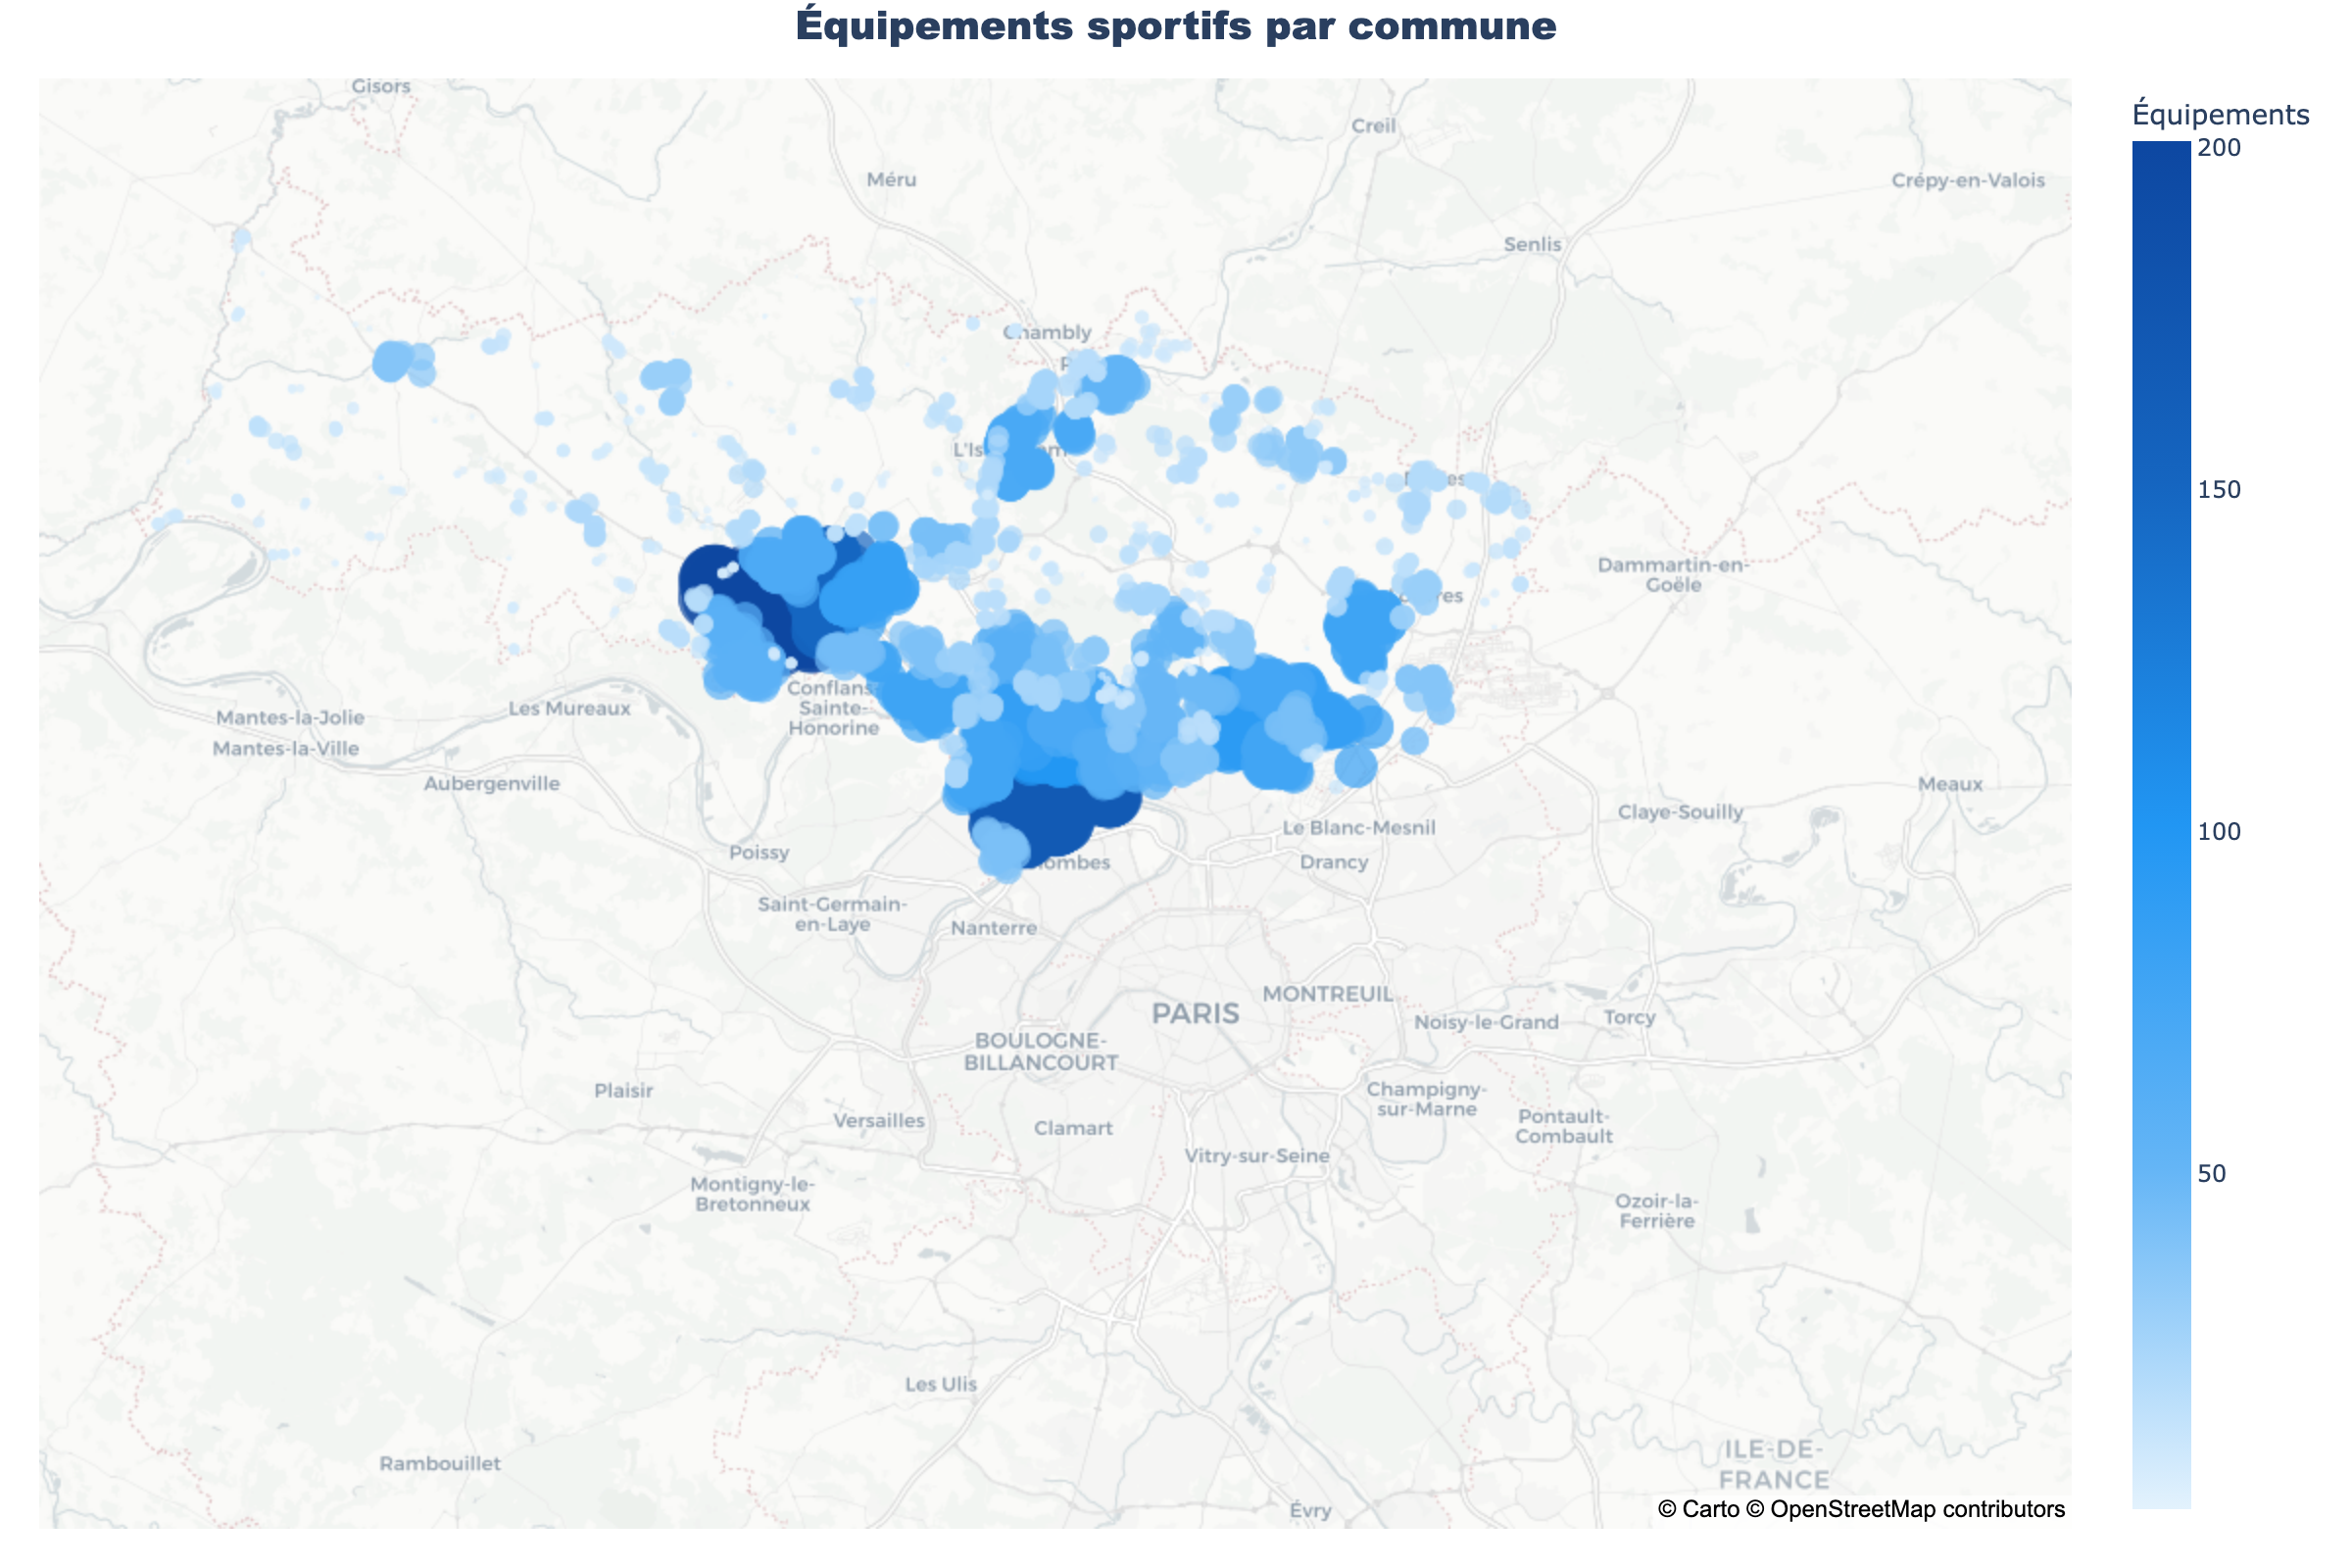 Équipements sportifs par commune
Gisors
Creil
Méru
Crépy-en-Valois
Senlis
Chambly
Dammartin-en-
Goële
Conflans-
Sainte-
Honorine
Mantes-la-Jolie
Les Mureaux
Mantes-la-Ville
Aubergenville
Meaux
Claye-Souilly
Le Blanc-Mesnil
Poissy
Drancy
Saint-Germain-
en-Laye
Nanterre
MONTREUIL
PARIS
Noisy-le-Grand
Torcy
BOULOGNE-
BILLANCOURT
Plaisir
Champigny-
sur-Marne
Versailles
Clamart
Pontault-
Combault
Vitry-sur-Seine
Montigny-le-
Bretonneux
Ozoir-la-
Ferrière
Les Ulis
Rambouillet
ILE-DE-
FRANCE
Évry
© Carto © OpenStreetMap contributors
Équipements
200
150
100
50